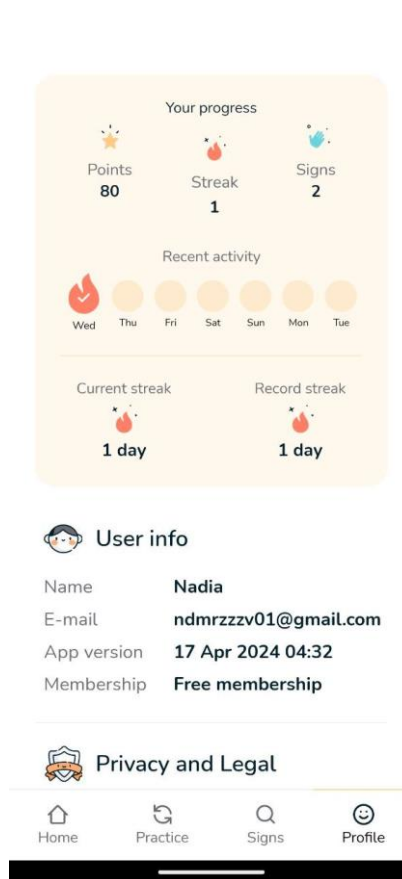 Your progress
Points
80
Streak
1
Signs
2
Recent activity
Wed Thu Fri Sat Sun Mon Tue
Current streak Record streak
1 day 1 day
User info
Name Nadia
E-mail ndmrzzzv01@gmail.com
App version 17 Apr 2024 04:32
Membership Free membership
Privacy and Legal
Home Practice Signs Profile